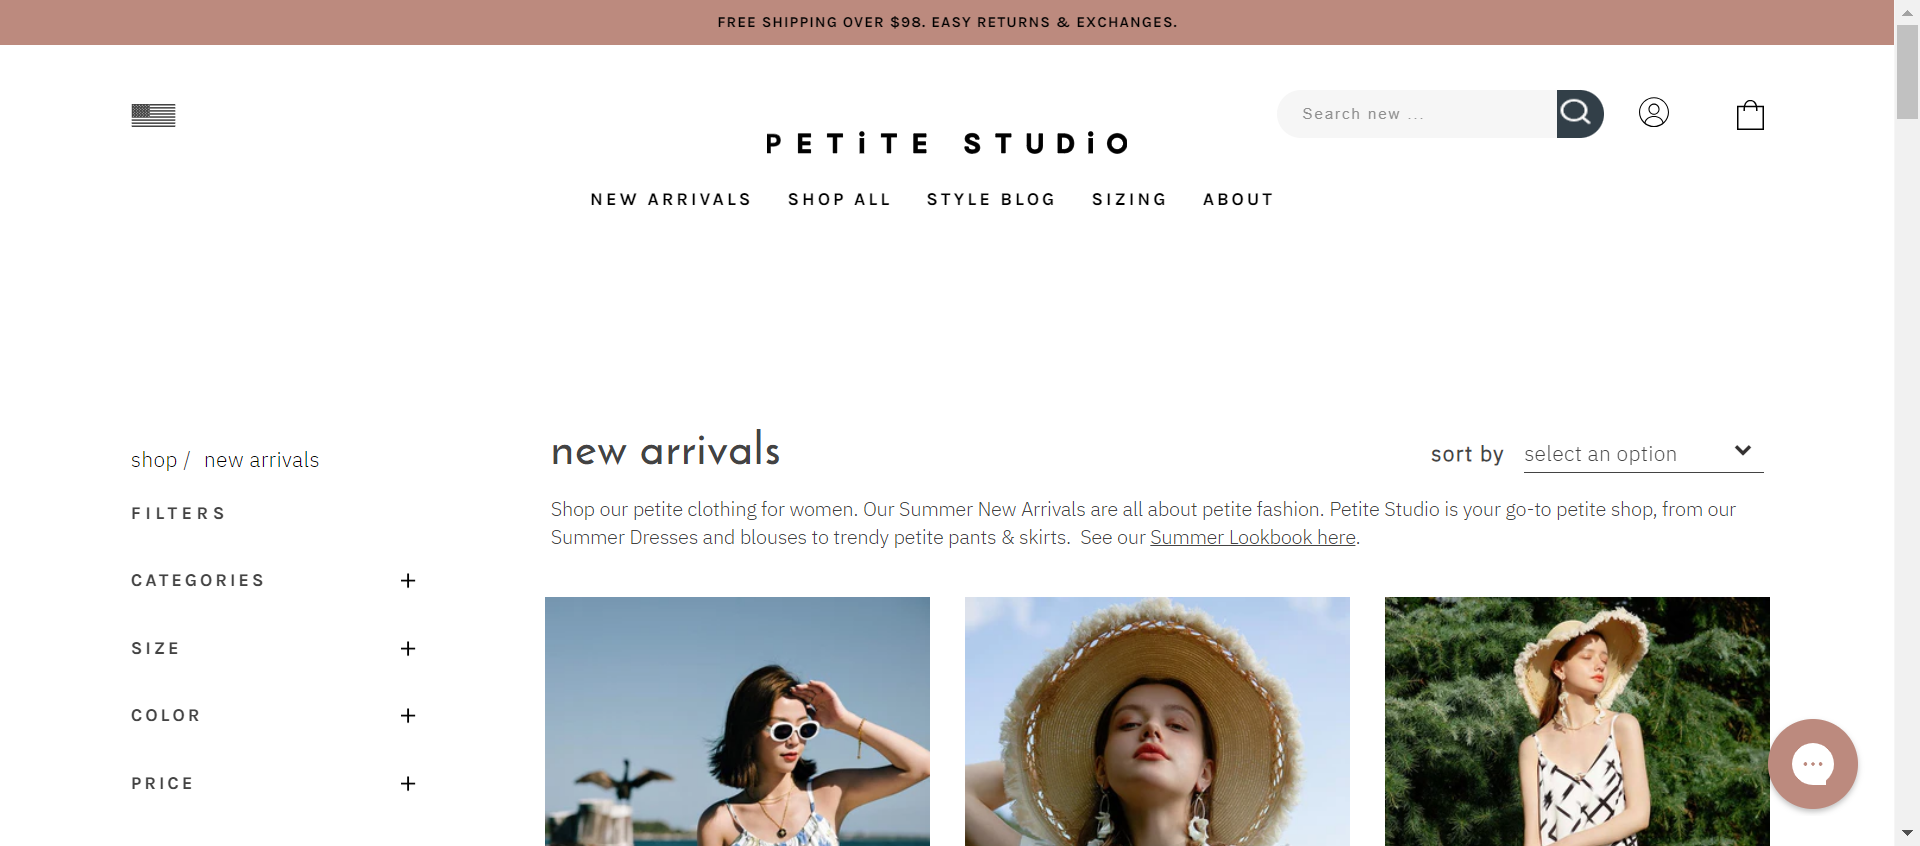 FREE SHIPPING OVER $98. EASY RETURNS & EXCHANGES.
Search new ...
PETiTE STUDiO
NEW ARRIVALS SHOP ALL STYLE BLOG SIZING ABOUT
shop / new arrivals
FILTERS
CATEGORIES +
SIZE +
COLOR +
PRICE +
new arrivals
sort by select an option
Shop our petite clothing for women. Our Summer New Arrivals are all about petite fashion. Petite Studio is your go-to petite shop, from our
Summer Dresses and blouses to trendy petite pants & skirts. See our Summer Lookbook here.